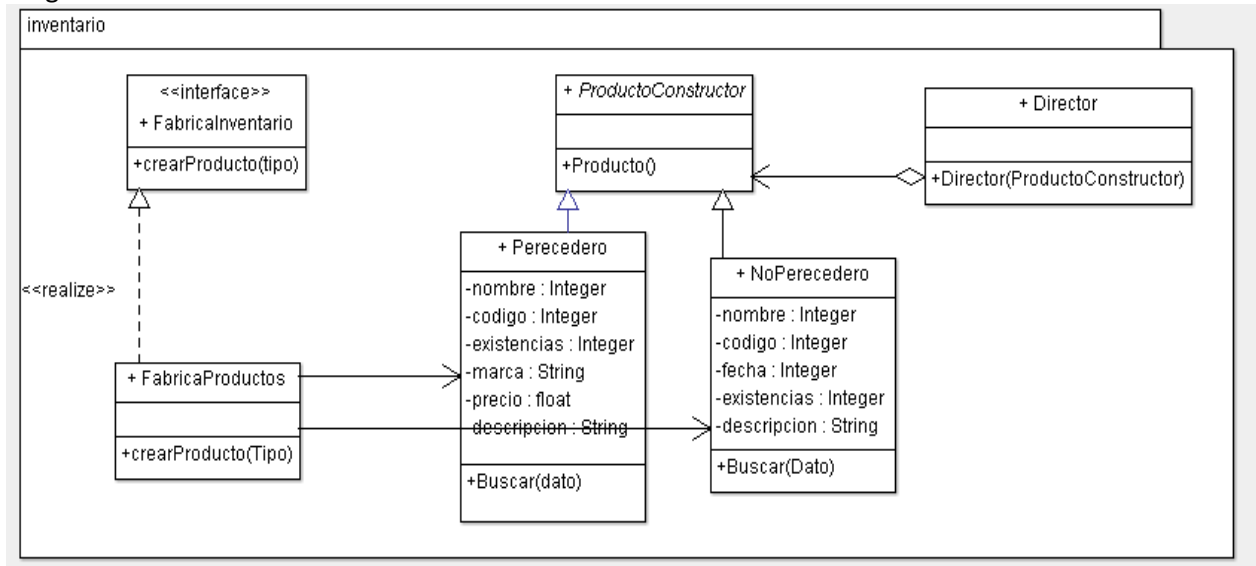 inventario
<<interface>>
+ FabricaInventario
+crearProducto(tipo)
+ ProductoConstructor
+Producto()
+ Director
+Director(ProductoConstructor)
<<realize>>
+ Perecedero
-nombre : Integer
-codigo : Integer
-existencias : Integer
-marca : String
-precio : float
-descripcion : String
+Buscar(dato)
+ NoPerecedero
-nombre : Integer
-codigo : Integer
-fecha : Integer
-existencias : Integer
-descripcion : String
+Buscar(Dato)
+ FabricaProductos
+crearProducto(Tipo)